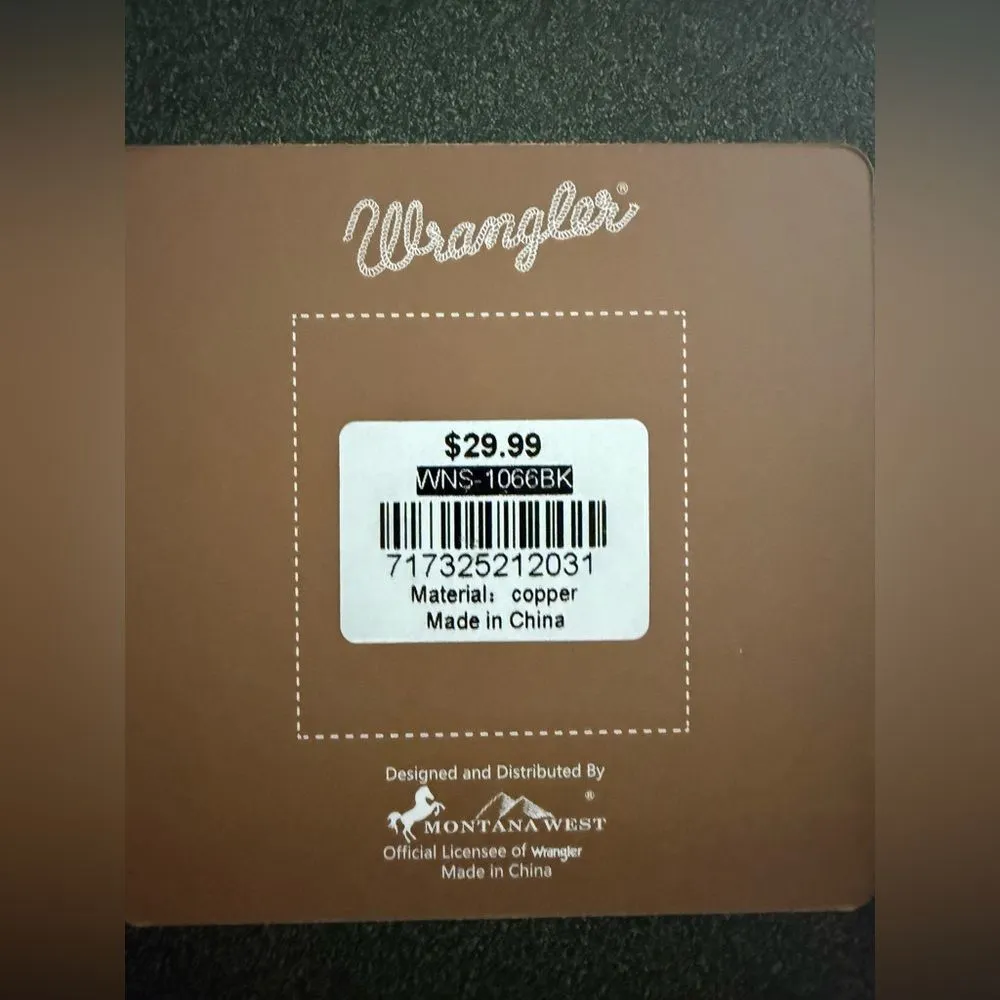 Wrangler®
$29.99
WNS-1066BK
717325212031
Material: copper
Made in China
Designed and Distributed By
MONTANA WEST®
Official Licensee of Wrangler
Made in China